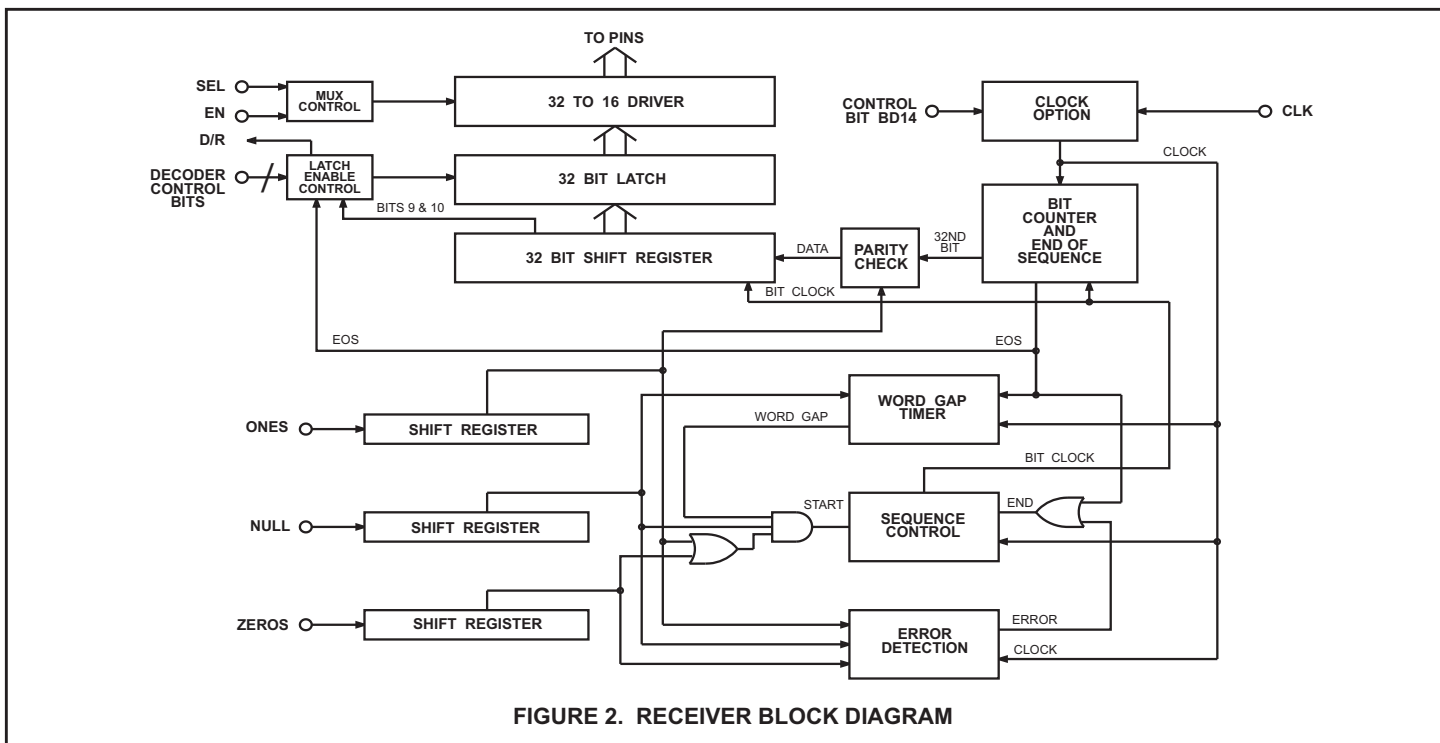 TO PINS
SEL
EN
D/R
DECODER
CONTROL
BITS
MUX
CONTROL
LATCH
ENABLE
CONTROL
32 TO 16 DRIVER
32 BIT LATCH
BITS 9 & 10
32 BIT SHIFT REGISTER
CONTROL
BIT BD14
CLOCK
OPTION
CLK
CLOCK
BIT
COUNTER
AND
END OF
SEQUENCE
32ND
BIT
PARITY
CHECK
DATA
BIT CLOCK
EOS
EOS
ONES
SHIFT REGISTER
WORD GAP
WORD GAP
TIMER
BIT CLOCK
NULL
SHIFT REGISTER
START
SEQUENCE
CONTROL
END
ZEROS
SHIFT REGISTER
ERROR
DETECTION
ERROR
CLOCK
FIGURE 2. RECEIVER BLOCK DIAGRAM